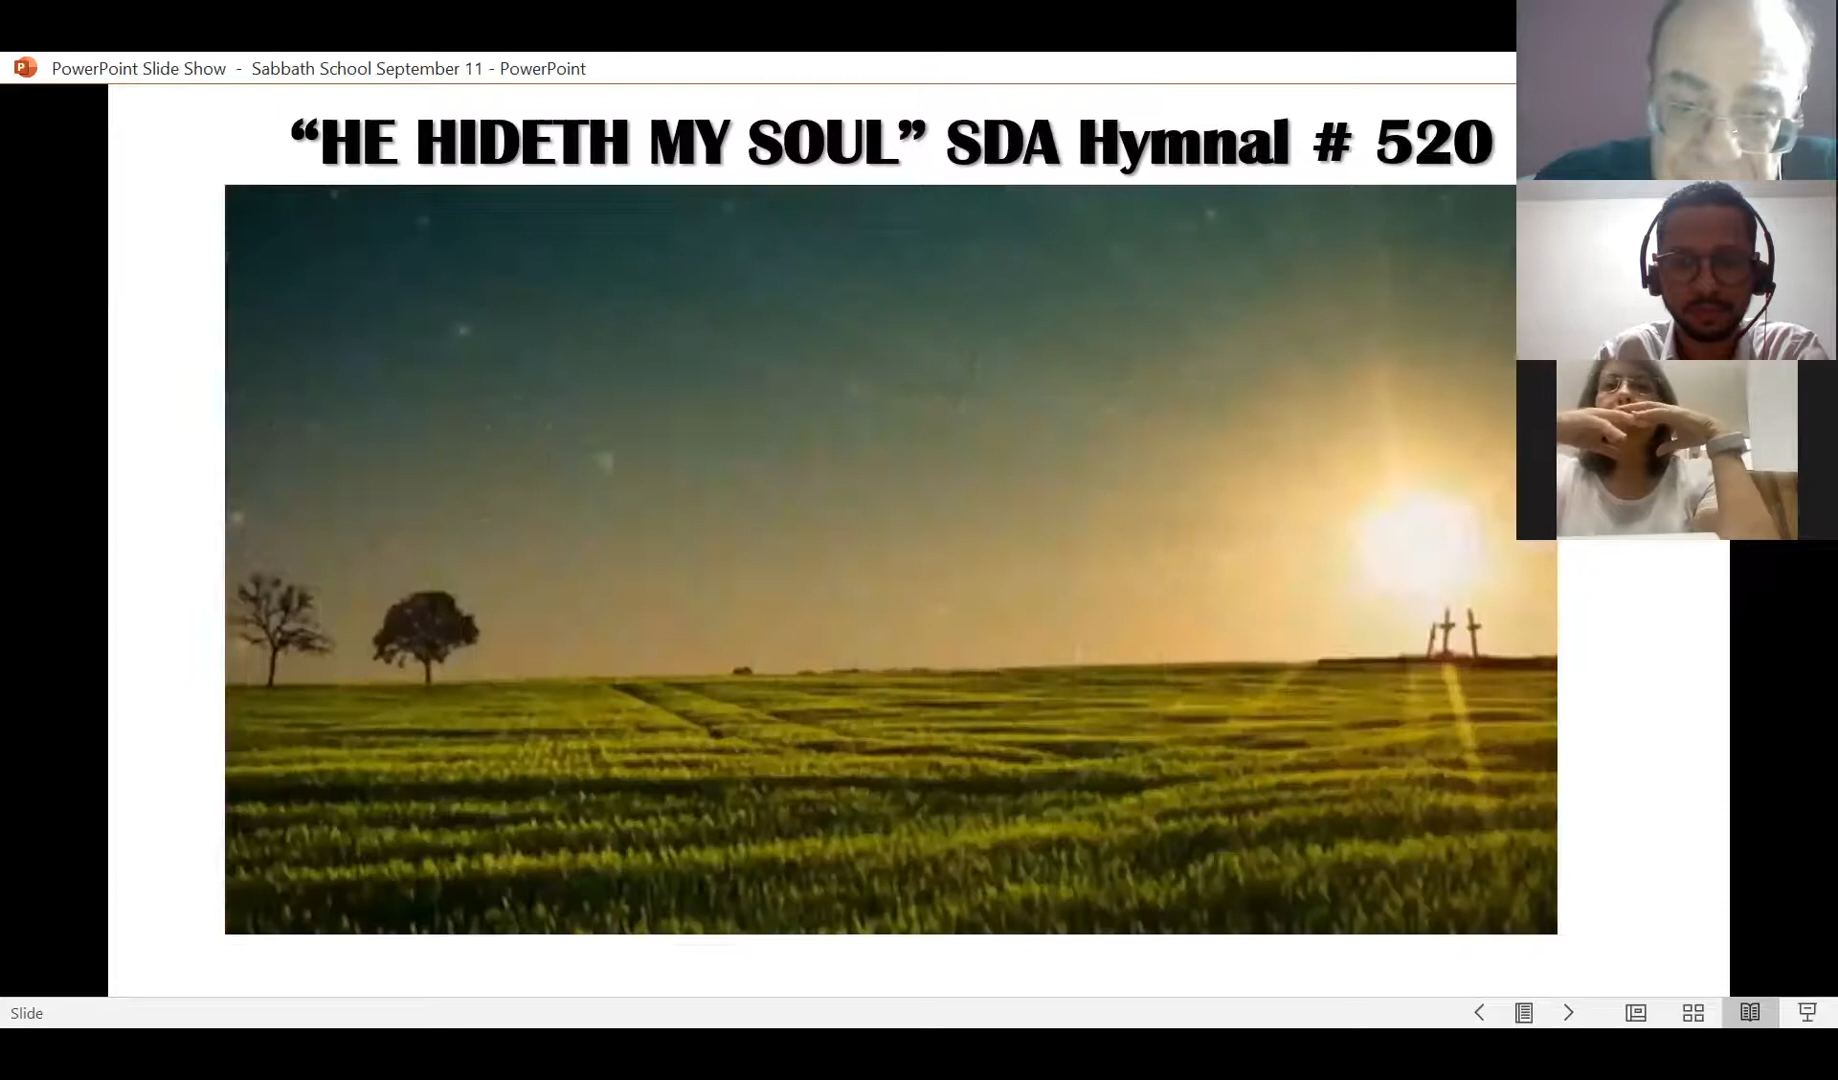 PowerPoint Slide Show - Sabbath School September 11 - PowerPoint
“HE HIDETH MY SOUL” SDA Hymnal # 520
Slide